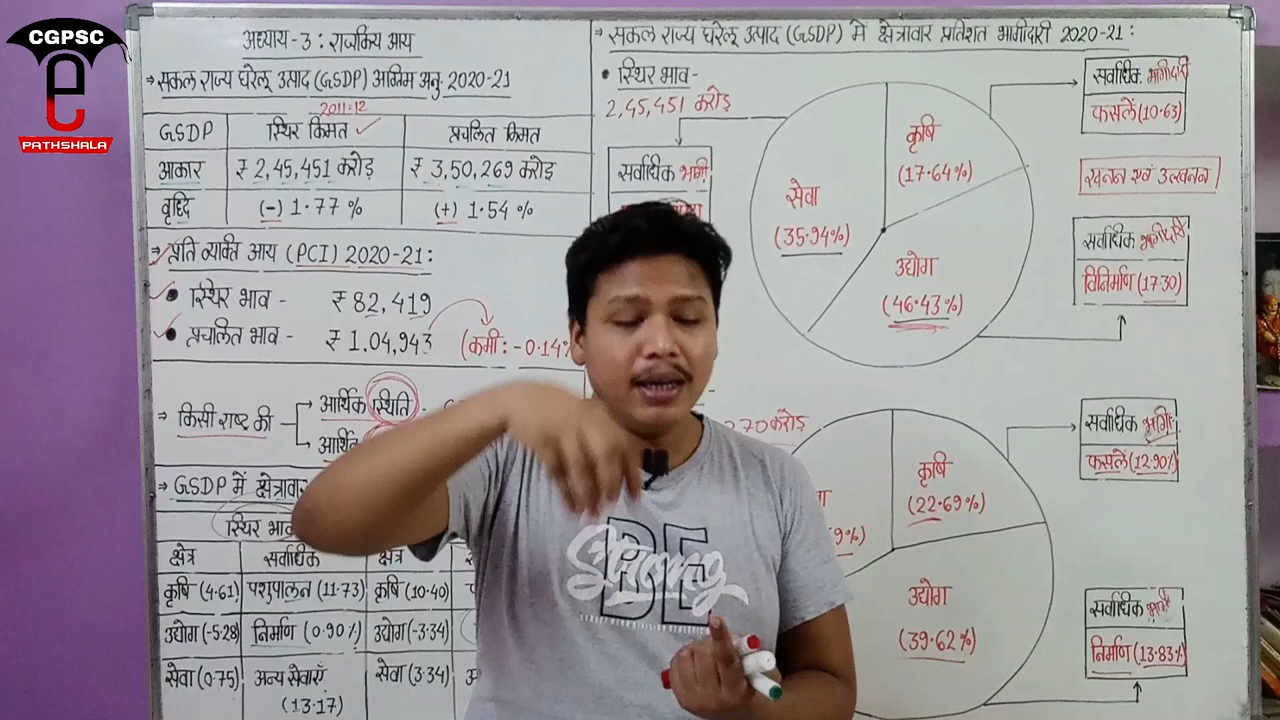 CGPSC
e
PATHSHALA
अध्याय-3 : राजकिय आय
→ सकल राज्य घरेलू उत्पाद (GSDP) अग्रिम अनु. 2020-21
2011-12
GSDP स्थिर किमत ✓ प्रचलित किमत
आकार ₹ 2,45,451 करोड़ ₹ 3,50,269 करोड़
वृध्दि (-) 1.77 % (+) 1.54 %
→ प्रति व्यक्ति आय (PCI) 2020-21 :
• स्थिर भाव - ₹ 82,419
• प्रचलित भाव - ₹ 1,04,943 (कमी : -0.14%
→ किसी राष्ट की
आर्थिक स्थिति -
आर्थिक
→ GSDP में क्षेत्रावार
स्थिर भाव
क्षेत्र सर्वाधिक क्षेत्र
कृषि (4.61) पशुपालन (11.73) कृषि (10.40)
उद्योग (-5.28) निर्माण (0.90%) उद्योग (-3.34)
सेवा (0.75) अन्य सेवाएँ सेवा (3.34)
(13.17)
→ सकल राज्य घरेलू उत्पाद (GSDP) में क्षेत्रावार प्रतिशत भागीदारी 2020-21 :
• स्थिर भाव -
2,45,451 करोड़
सर्वाधिक भागी
सेवा
(35.94%)
कृषि
(17.64%)
उद्योग
(46.43%)
सर्वाधिक भागीदारी
फसलें (10.63)
खनन एवं उत्खनन
सर्वाधिक भागीदारी
विनिर्माण (17.30)
270 करोड़
9%)
कृषि
(22.69%)
उद्योग
(39.62%)
सर्वाधिक भागी
फसलें (12.90%)
सर्वाधिक भागी
निर्माण (13.83%)
BE
Strong